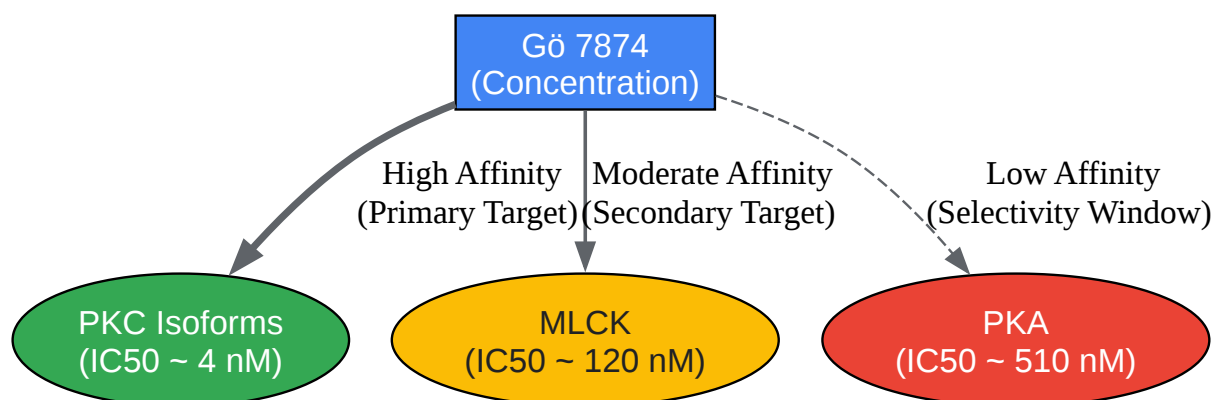 Gö 7874
(Concentration)
High Affinity
(Primary Target)
Moderate Affinity
(Secondary Target)
Low Affinity
(Selectivity Window)
PKC Isoforms
(IC50 ~ 4 nM)
MLCK
(IC50 ~ 120 nM)
PKA
(IC50 ~ 510 nM)